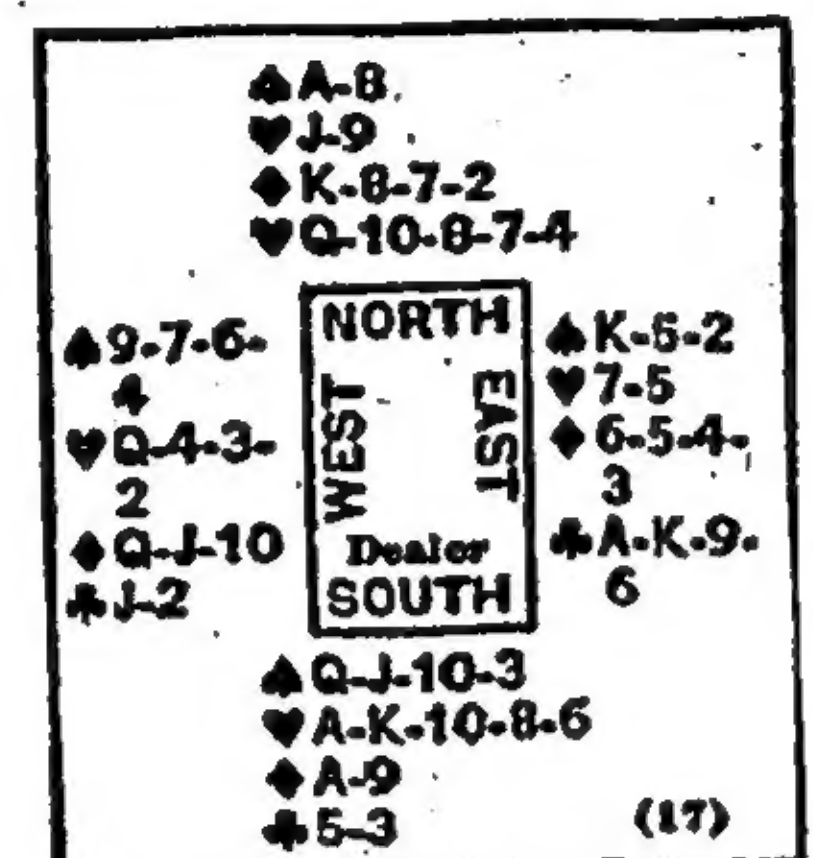 ♠A-8
♥J-9
♦K-8-7-2
♥Q-10-8-7-4
♠9-7-6-
4
♥Q-4-3-
2
♦Q-J-10
♣J-2
NORTH
WEST
EAST
Dealer
SOUTH
♠K-5-2
♥7-5
♦6-5-4-
3
♣A-K-9-
6
♠Q-J-10-3
♥A-K-10-8-6
♦A-9
♣5-3
(17)